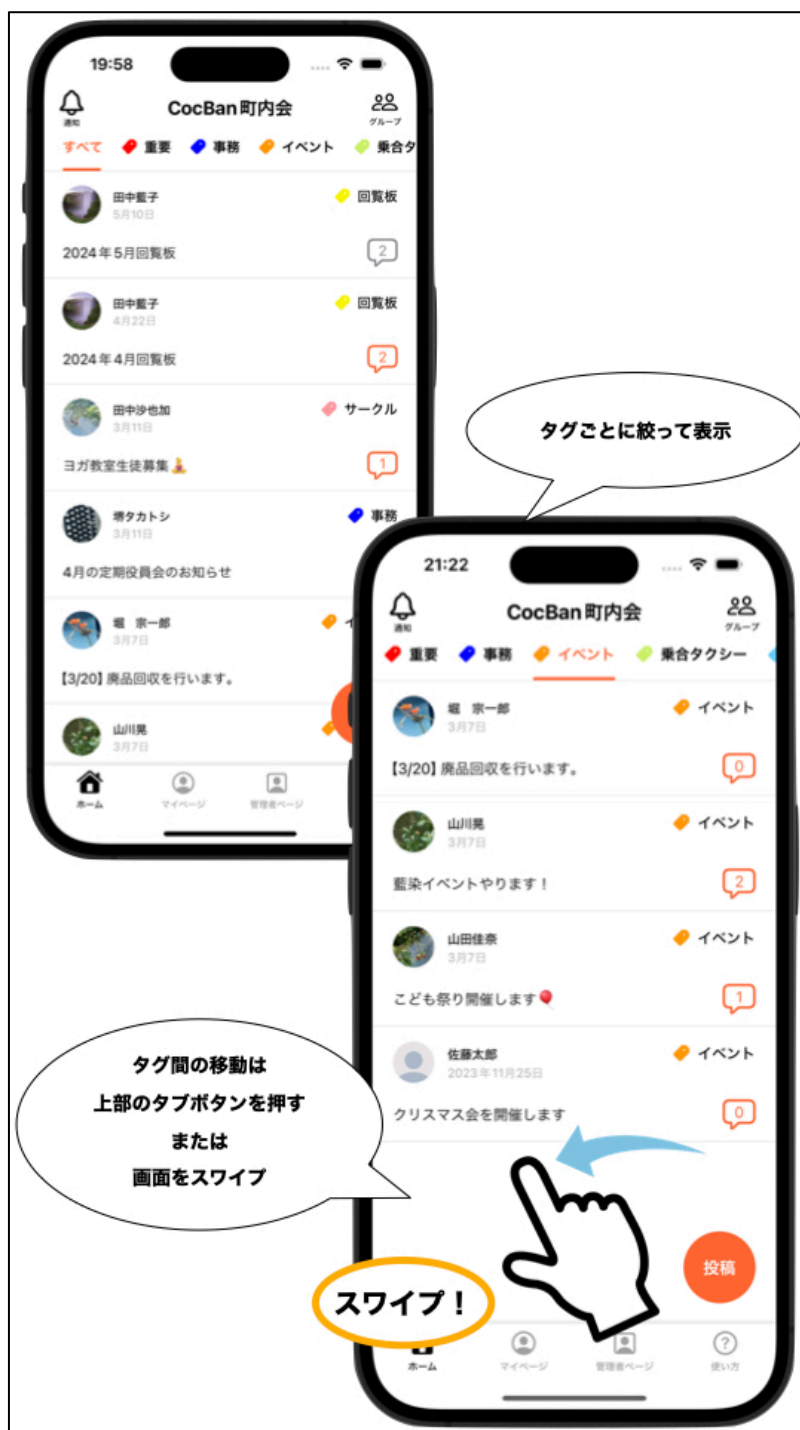 19:58
CocBan町内会
通知
グループ
すべて 重要 事務 イベント 乗合タ
田中藍子 回覧板
5月10日
2024年5月回覧板 2
田中藍子 回覧板
4月22日
2024年4月回覧板 2
田中沙也加 サークル
3月11日
ヨガ教室生徒募集 1
堺タカトシ 事務
3月11日
4月の定期役員会のお知らせ
堀 宗一郎 イ
3月7日
【3/20】廃品回収を行います。
山川晃
3月7日
ホーム マイページ 管理者ページ
タグごとに絞って表示
21:22
CocBan町内会
通知
グループ
重要 事務 イベント 乗合タクシー
堀 宗一郎 イベント
3月7日
【3/20】廃品回収を行います。 0
山川晃 イベント
3月7日
藍染イベントやります！ 2
山田佳奈 イベント
3月7日
こども祭り開催します 1
佐藤太郎 イベント
2023年11月25日
クリスマス会を開催します 0
タグ間の移動は
上部のタブボタンを押す
または
画面をスワイプ
投稿
スワイプ！
ホーム マイページ 管理者ページ 使い方